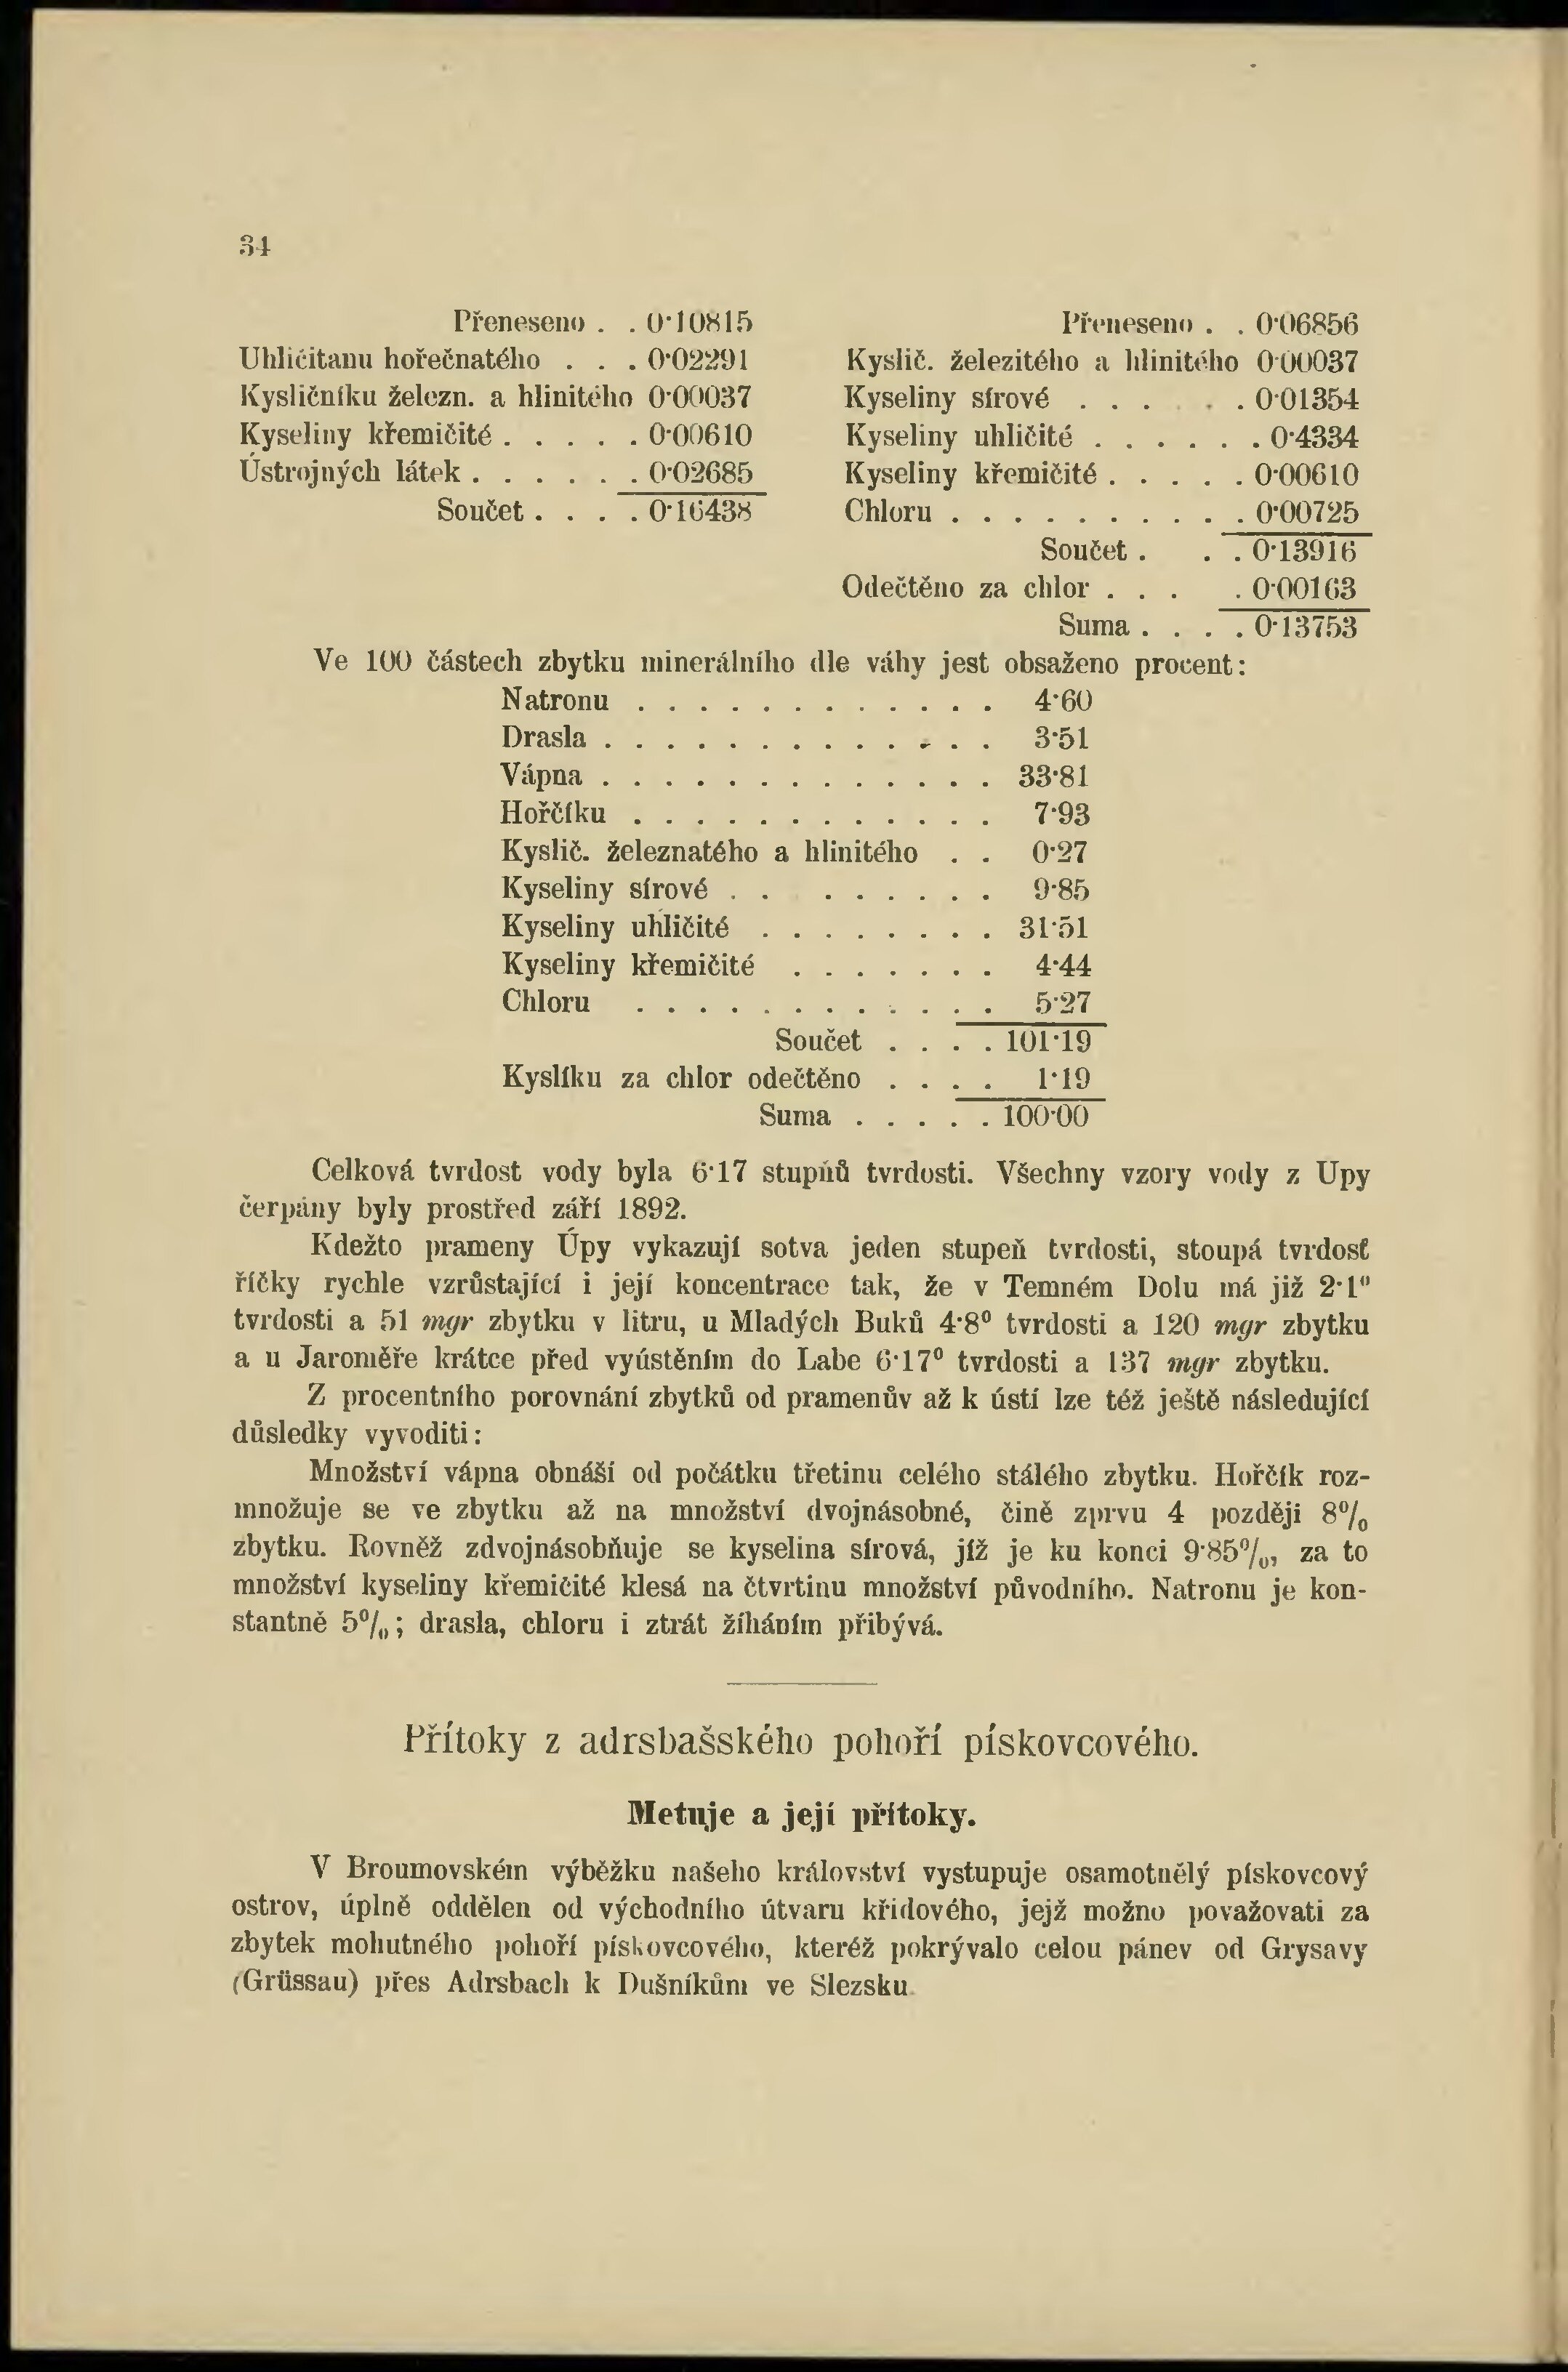 34
Přeneseno . . 0·10815
Uhličitanu hořečnatého . . . 0·02291
Kysličníku železn. a hlinitého 0·00037
Kyseliny křemičité . . . . . 0·00610
Ústrojných látek . . . . . . 0·02685
Součet . . . . 0·16438
Přeneseno . . 0·06856
Kyslič. železitého a hlinitého 0·00037
Kyseliny sírové . . . . . 0·01354
Kyseliny uhličité . . . . . . 0·4334
Kyseliny křemičité . . . . . 0·00610
Chloru . . . . . . . . . . 0·00725
Součet . . . 0·13916
Odečtěno za chlor . . . . 0·00163
Suma . . . . 0·13753
Ve 100 částech zbytku minerálního dle váhy jest obsaženo procent:
Natronu . . . . . . . . . . . . 4·60
Drasla . . . . . . . . . . . . . 3·51
Vápna . . . . . . . . . . . . . 33·81
Hořčíku . . . . . . . . . . . . 7·93
Kyslič. železnatého a hlinitého . . 0·27
Kyseliny sírové . . . . . . . . 9·85
Kyseliny uhličité . . . . . . . . 31·51
Kyseliny křemičité . . . . . . . 4·44
Chloru . . . . . . . . . . . . 5·27
Součet . . . . 101·19
Kyslíku za chlor odečtěno . . . . 1·19
Suma . . . . . 100·00
Celková tvrdost vody byla 6·17 stupňů tvrdosti. Všechny vzory vody z Upy
čerpány byly prostřed září 1892.
Kdežto prameny Úpy vykazují sotva jeden stupeň tvrdosti, stoupá tvrdosť
říčky rychle vzrůstající i její koncentrace tak, že v Temném Dolu má již 2·1⁰
tvrdosti a 51 mgr zbytku v litru, u Mladých Buků 4·8⁰ tvrdosti a 120 mgr zbytku
a u Jaroměře krátce před vyústěním do Labe 6·17⁰ tvrdosti a 137 mgr zbytku.
Z procentního porovnání zbytků od pramenův až k ústí lze též ještě následující
důsledky vyvoditi:
Množství vápna obnáší od počátku třetinu celého stálého zbytku. Hořčík roz-
množuje se ve zbytku až na množství dvojnásobné, čině zprvu 4 později 8⁰/₀
zbytku. Rovněž zdvojnásobňuje se kyselina sírová, jíž je ku konci 9·85⁰/₀, za to
množství kyseliny křemičité klesá na čtvrtinu množství původního. Natronu je kon-
stantně 5⁰/₀; drasla, chloru i ztrát žíháním přibývá.
Přítoky z adrsbašského pohoří pískovcového.
Metuje a její přítoky.
V Broumovském výběžku našeho království vystupuje osamotnělý pískovcový
ostrov, úplně oddělen od východního útvaru křidového, jejž možno považovati za
zbytek mohutného pohoří pískovcového, kteréž pokrývalo celou pánev od Grysavy
(Grüssau) přes Adrsbach k Dušníkům ve Slezsku.